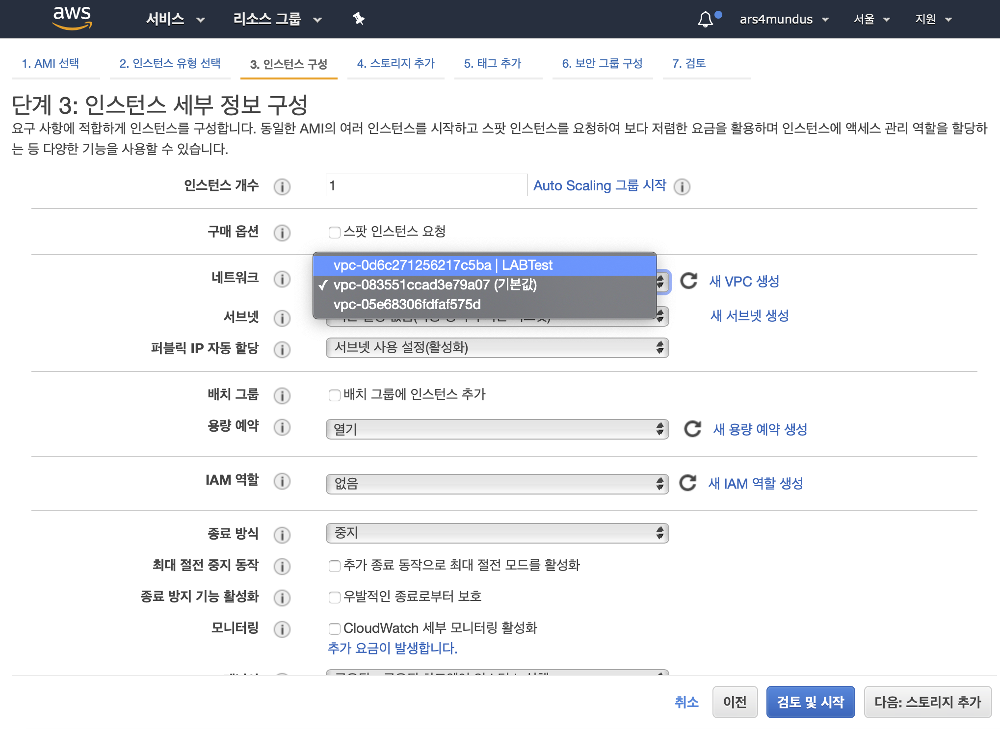 aws 서비스 리소스 그룹 ars4mundus 서울 지원
1. AMI 선택 2. 인스턴스 유형 선택 3. 인스턴스 구성 4. 스토리지 추가 5. 태그 추가 6. 보안 그룹 구성 7. 검토
단계 3: 인스턴스 세부 정보 구성
요구 사항에 적합하게 인스턴스를 구성합니다. 동일한 AMI의 여러 인스턴스를 시작하고 스팟 인스턴스를 요청하여 보다 저렴한 요금을 활용하며 인스턴스에 액세스 관리 역할을 할당하
는 등 다양한 기능을 사용할 수 있습니다.
인스턴스 개수 1 Auto Scaling 그룹 시작
구매 옵션 스팟 인스턴스 요청
vpc-0d6c271256217c5ba | LABTest
네트워크 ✓ vpc-083551ccad3e79a07 (기본값) 새 VPC 생성
vpc-05e68306fdfaf575d
서브넷 새 서브넷 생성
퍼블릭 IP 자동 할당 서브넷 사용 설정(활성화)
배치 그룹 배치 그룹에 인스턴스 추가
용량 예약 열기 새 용량 예약 생성
IAM 역할 없음 새 IAM 역할 생성
종료 방식 중지
최대 절전 중지 동작 추가 종료 동작으로 최대 절전 모드를 활성화
종료 방지 기능 활성화 우발적인 종료로부터 보호
모니터링 CloudWatch 세부 모니터링 활성화
추가 요금이 발생합니다.
취소 이전 검토 및 시작 다음: 스토리지 추가